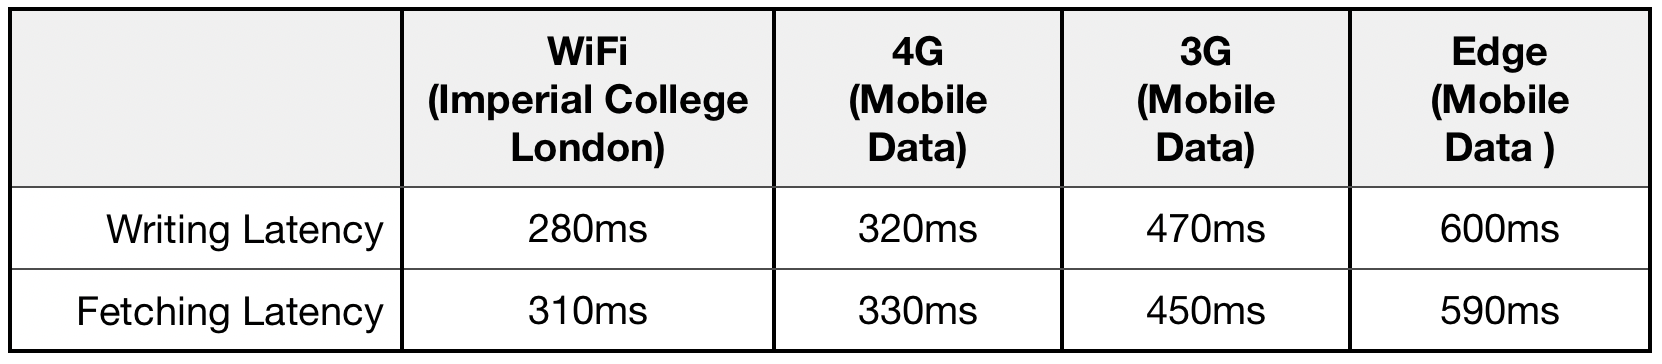 WiFi (Imperial College London) 4G (Mobile Data) 3G (Mobile Data) Edge (Mobile Data )
Writing Latency 280ms 320ms 470ms 600ms
Fetching Latency 310ms 330ms 450ms 590ms